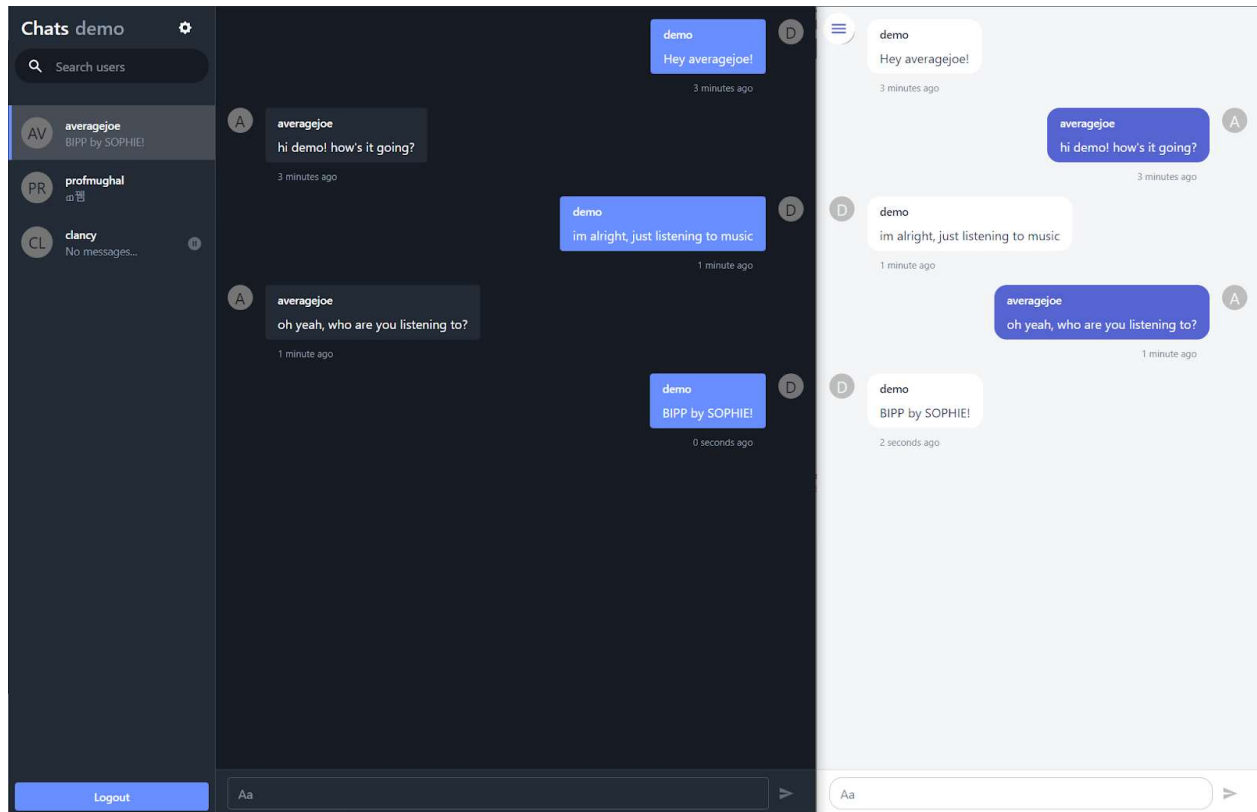 Chats demo
Search users
AV
averagejoe
BIPP by SOPHIE!
PR
profmughal
CL
clancy
No messages...
Logout
demo
Hey averagejoe!
D
3 minutes ago
A
averagejoe
hi demo! how's it going?
3 minutes ago
demo
im alright, just listening to music
D
1 minute ago
A
averagejoe
oh yeah, who are you listening to?
1 minute ago
demo
BIPP by SOPHIE!
D
0 seconds ago
Aa
demo
Hey averagejoe!
3 minutes ago
averagejoe
hi demo! how's it going?
A
3 minutes ago
D
demo
im alright, just listening to music
1 minute ago
averagejoe
oh yeah, who are you listening to?
A
1 minute ago
D
demo
BIPP by SOPHIE!
2 seconds ago
Aa